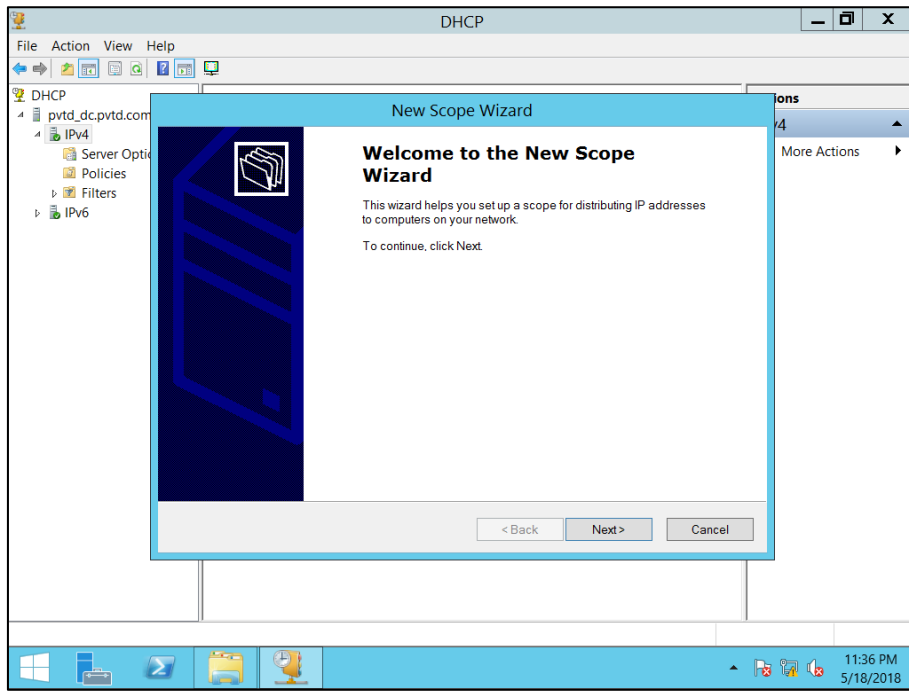 DHCP
File Action View Help
DHCP
pvtd_dc.pvtd.com
IPv4
Server Optio
Policies
Filters
IPv6
New Scope Wizard
Welcome to the New Scope
Wizard
This wizard helps you set up a scope for distributing IP addresses
to computers on your network.
To continue, click Next.
< Back Next > Cancel
ions
v4
More Actions
11:36 PM
5/18/2018